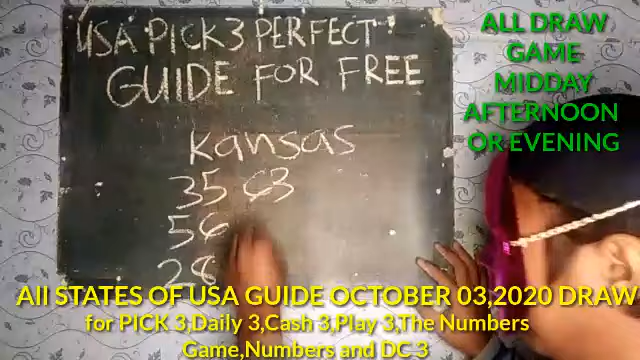 USA PICK3 PERFECT
GUIDE FOR FREE
Kansas
35 63
56
28
ALL DRAW
GAME
MIDDAY
AFTERNOON
OR EVENING
All STATES OF USA GUIDE OCTOBER 03,2020 DRAW
for PICK 3,Daily 3,Cash 3,Play 3,The Numbers
Game,Numbers and DC 3